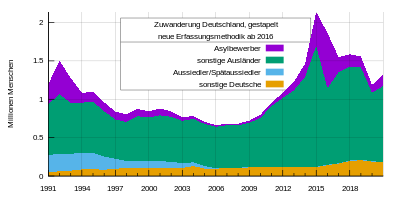 Zuwanderung Deutschland, gestapelt
neue Erfassungsmethodik ab 2016
Asylbewerber
sonstige Ausländer
Aussiedler/Spätaussiedler
sonstige Deutsche
Millionen Menschen
2
1.5
1
0.5
0
1991 1994 1997 2000 2003 2006 2009 2012 2015 2018